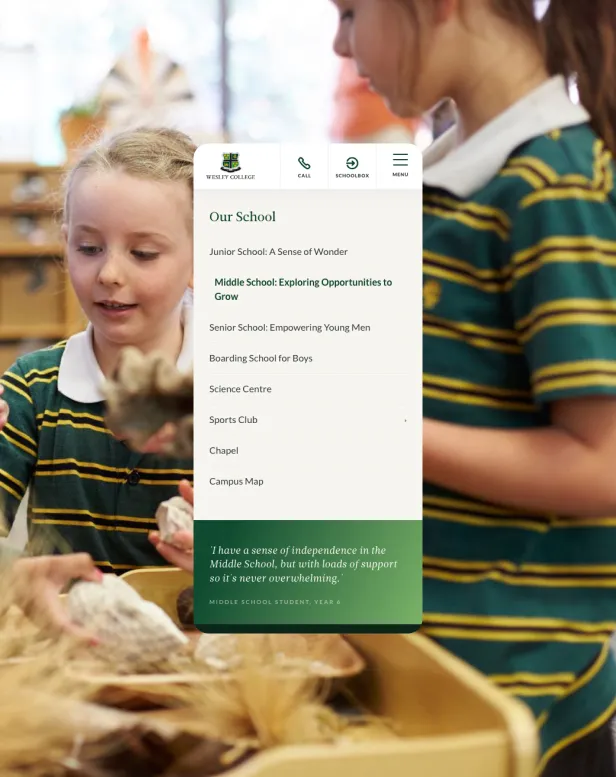 WESLEY COLLEGE
CALL
SCHOOLBOX
MENU
Our School
Junior School: A Sense of Wonder
Middle School: Exploring Opportunities to
Grow
Senior School: Empowering Young Men
Boarding School for Boys
Science Centre
Sports Club
Chapel
Campus Map
'I have a sense of independence in the
Middle School, but with loads of support
so it's never overwhelming.'
MIDDLE SCHOOL STUDENT, YEAR 6